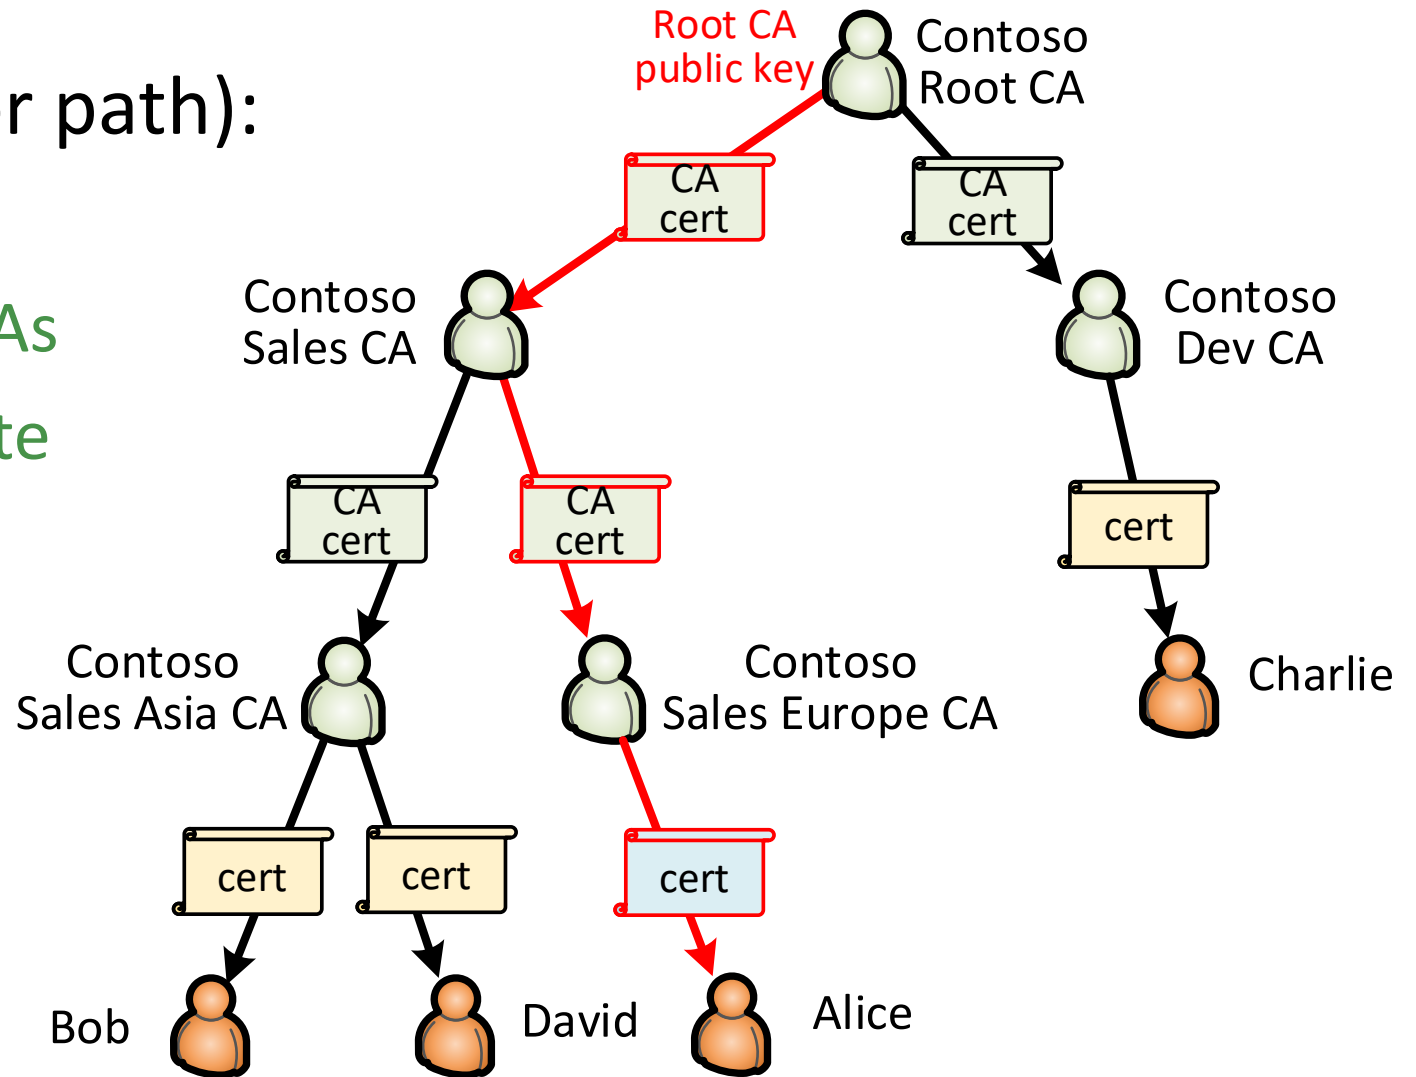 Root CA
public key
Contoso
Root CA
r path):
CA
cert
CA
cert
As
te
Contoso
Sales CA
Contoso
Dev CA
CA
cert
CA
cert
cert
Contoso
Sales Asia CA
Contoso
Sales Europe CA
Charlie
cert
cert
cert
Bob
David
Alice